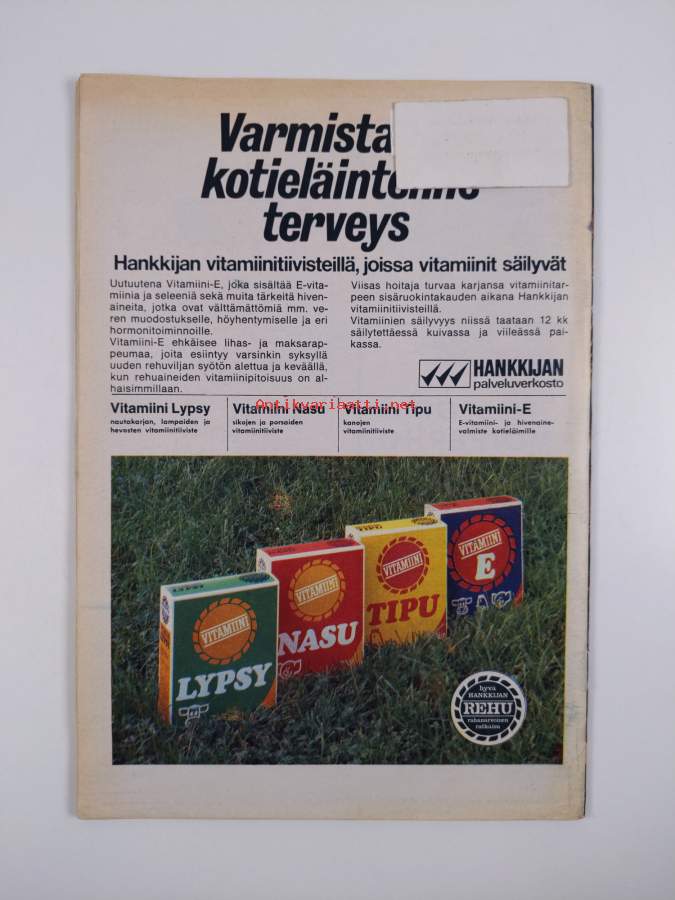 Varmista
kotieläintenne
terveys
Hankkijan vitamiinitiivisteillä, joissa vitamiinit säilyvät
Uutuutena Vitamiini-E, joka sisältää E-vita-
miinia ja seleeniä sekä muita tärkeitä hiven-
aineita, jotka ovat välttämättömiä mm. ve-
ren muodostukselle, höyhentymiselle ja eri
hormonitoiminnoille.
Vitamiini-E ehkäisee lihas- ja maksarap-
peumaa, joita esiintyy varsinkin syksyllä
uuden rehuviljan syötön alettua ja keväällä,
kun rehuaineiden vitamiinipitoisuus on al-
haisimmillaan.
Viisas hoitaja turvaa karjansa vitamiinitar-
peen sisäruokintakauden aikana Hankkijan
vitamiinitiivisteillä.
Vitamiinien säilyvyys niissä taataan 12 kk
säilytettäessä kuivassa ja viileässä pai-
kassa.
HANKKIJAN
palveluverkosto
Antikvariaatti.net
Vitamiini Lypsy
nautakarjan, lampaiden ja
hevosten vitamiinitiiviste
Vitamiini Nasu
sikojen ja porsaiden
vitamiinitiiviste
Vitamiini Tipu
kanojen
vitamiinitiiviste
Vitamiini-E
E-vitamiini- ja hivenaine-
valmiste kotieläimille
VITAMIINI
LYPSY
VITAMIINI
NASU
TIPU
VITAMIINI
TIPU
VITAMIINI
E
hyvä
HANKKIJAN
REHU
rahanarvoinen
ratkaisu